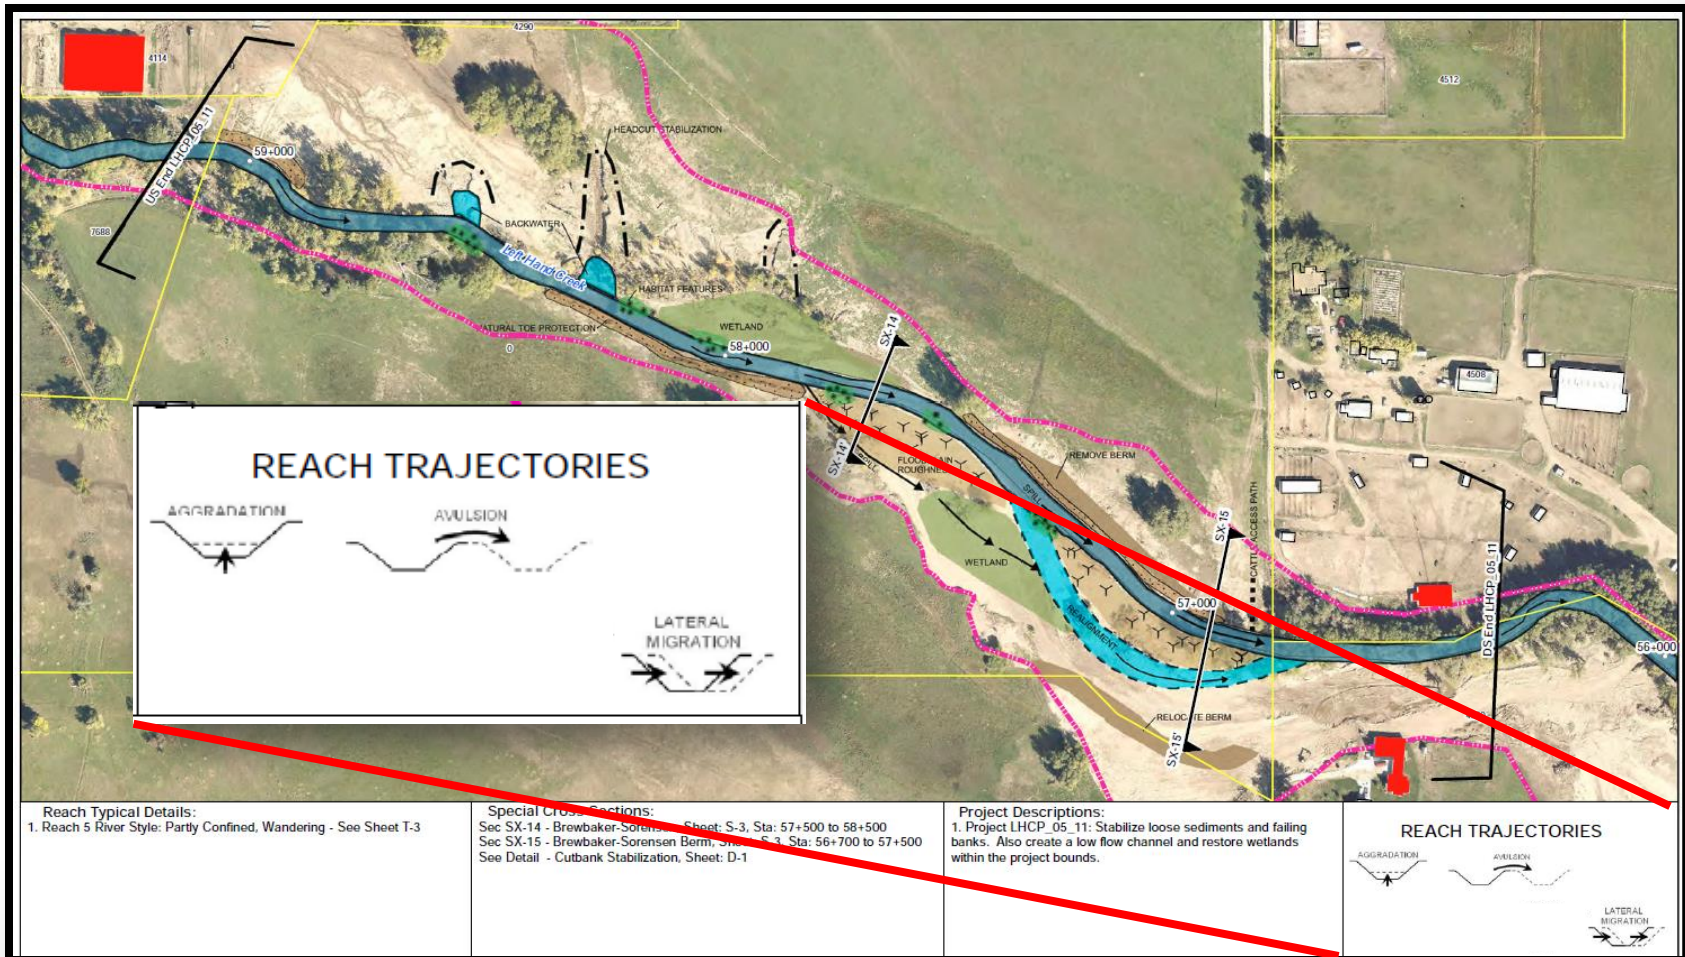 4290
4114
4512
US End LHCP_05_11
59+000
HEADCUT STABILIZATION
7688
BACKWATER
Left Hand Creek
HABITAT FEATURES
NATURAL TOE PROTECTION
WETLAND
0
58+000
SX-14
4508
SX-14'
SPILL
FLOODPLAIN
ROUGHNESS
REMOVE BERM
SPILL
SX-15
CATTLE ACCESS PATH
WETLAND
57+000
REALIGNMENT
DS End LHCP_05_11
56+000
RELOCATE BERM
SX-15'
REACH TRAJECTORIES
AGGRADATION
AVULSION
LATERAL
MIGRATION
Reach Typical Details:
1. Reach 5 River Style: Partly Confined, Wandering - See Sheet T-3
Special Cross Sections:
Sec SX-14 - Brewbaker-Sorensen, Sheet: S-3, Sta: 57+500 to 58+500
Sec SX-15 - Brewbaker-Sorensen Berm, Sheet: S-3, Sta: 56+700 to 57+500
See Detail - Cutbank Stabilization, Sheet: D-1
Project Descriptions:
1. Project LHCP_05_11: Stabilize loose sediments and failing
banks. Also create a low flow channel and restore wetlands
within the project bounds.
REACH TRAJECTORIES
AGGRADATION
AVULSION
LATERAL
MIGRATION